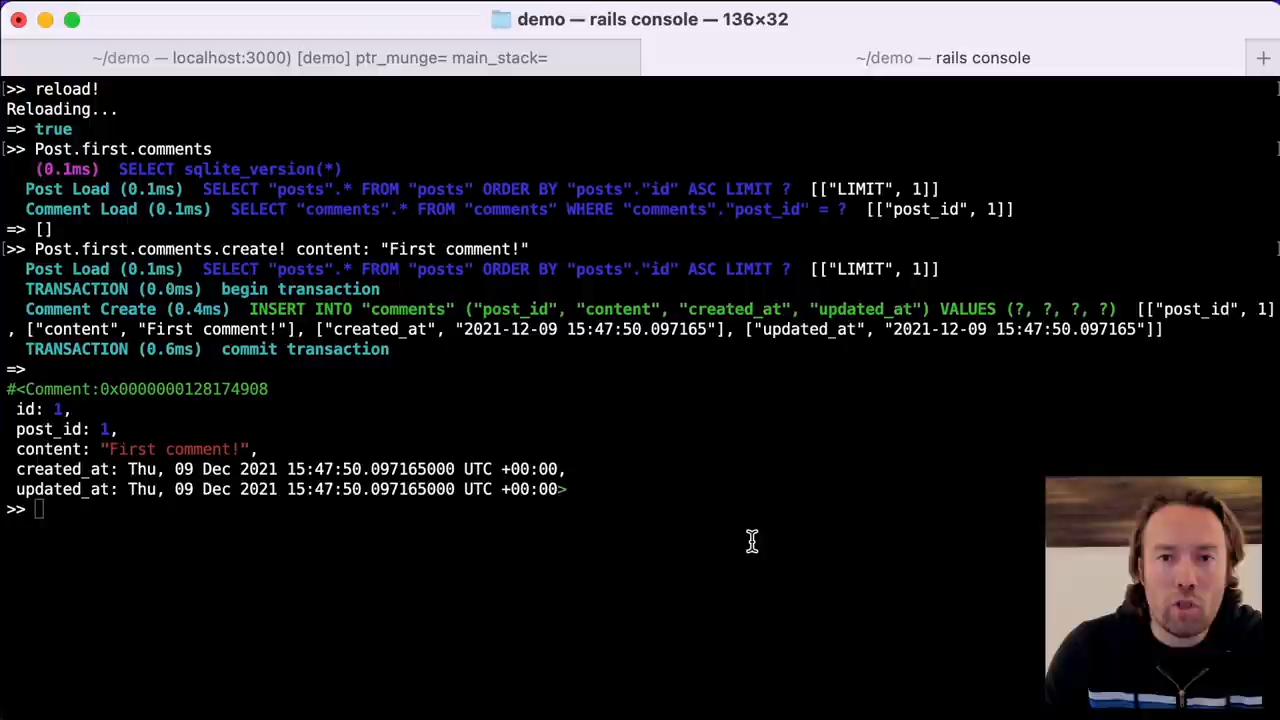 demo — rails console — 136×32
~/demo — localhost:3000) [demo] ptr_munge= main_stack=
~/demo — rails console
+
[>> reload!
Reloading...
=> true
[>> Post.first.comments
(0.1ms)  SELECT sqlite_version(*)
Post Load (0.1ms)  SELECT "posts".* FROM "posts" ORDER BY "posts"."id" ASC LIMIT ?  [["LIMIT", 1]]
Comment Load (0.1ms)  SELECT "comments".* FROM "comments" WHERE "comments"."post_id" = ?  [["post_id", 1]]
=> []
[>> Post.first.comments.create! content: "First comment!"
Post Load (0.1ms)  SELECT "posts".* FROM "posts" ORDER BY "posts"."id" ASC LIMIT ?  [["LIMIT", 1]]
TRANSACTION (0.0ms)  begin transaction
Comment Create (0.4ms)  INSERT INTO "comments" ("post_id", "content", "created_at", "updated_at") VALUES (?, ?, ?, ?)  [["post_id", 1]
, ["content", "First comment!"], ["created_at", "2021-12-09 15:47:50.097165"], ["updated_at", "2021-12-09 15:47:50.097165"]]
TRANSACTION (0.6ms)  commit transaction
=>
#<Comment:0x0000000128174908
id: 1,
post_id: 1,
content: "First comment!",
created_at: Thu, 09 Dec 2021 15:47:50.097165000 UTC +00:00,
updated_at: Thu, 09 Dec 2021 15:47:50.097165000 UTC +00:00>
>>